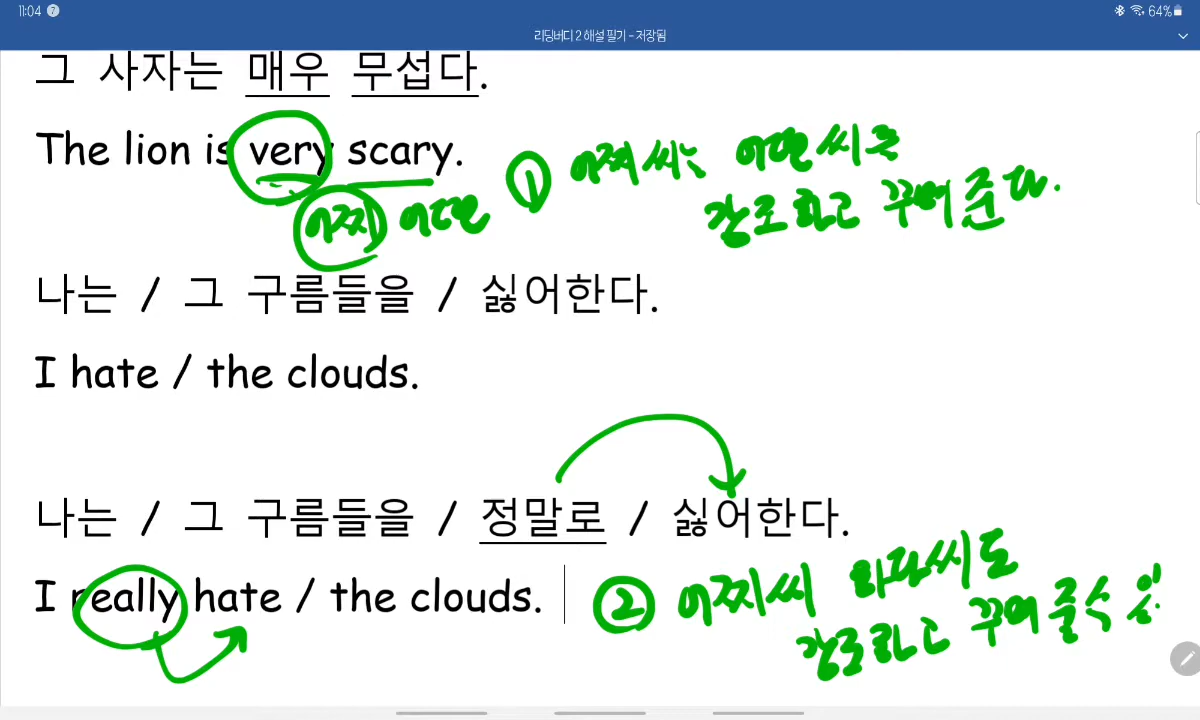 11:04 7 64%
리딩버디 2 해설 필기 - 저장됨
그 사자는 매우 무섭다.
The lion is very scary.
어찌 어떤
① 어찌씨는 어떤씨를
강조하고 꾸며 준다.
나는 / 그 구름들을 / 싫어한다.
I hate / the clouds.
나는 / 그 구름들을 / 정말로 / 싫어한다.
I really hate / the clouds.
② 어찌씨 하다씨도
강조하고 꾸며 줄 수